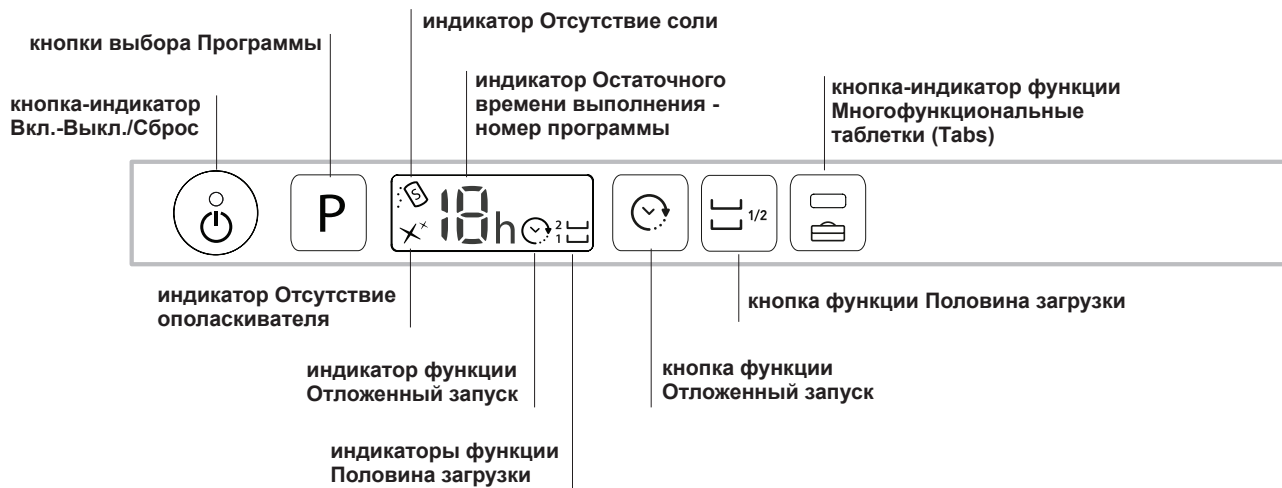 индикатор Отсутствие соли
кнопки выбора Программы
индикатор Остаточного
времени выполнения -
номер программы
кнопка-индикатор функции
Многофункциональные
таблетки (Tabs)
кнопка-индикатор
Вкл.-Выкл./Сброс
P
S
18h
2
1
1/2
индикатор Отсутствие
ополаскивателя
кнопка функции Половина загрузки
индикатор функции
Отложенный запуск
кнопка функции
Отложенный запуск
индикаторы функции
Половина загрузки